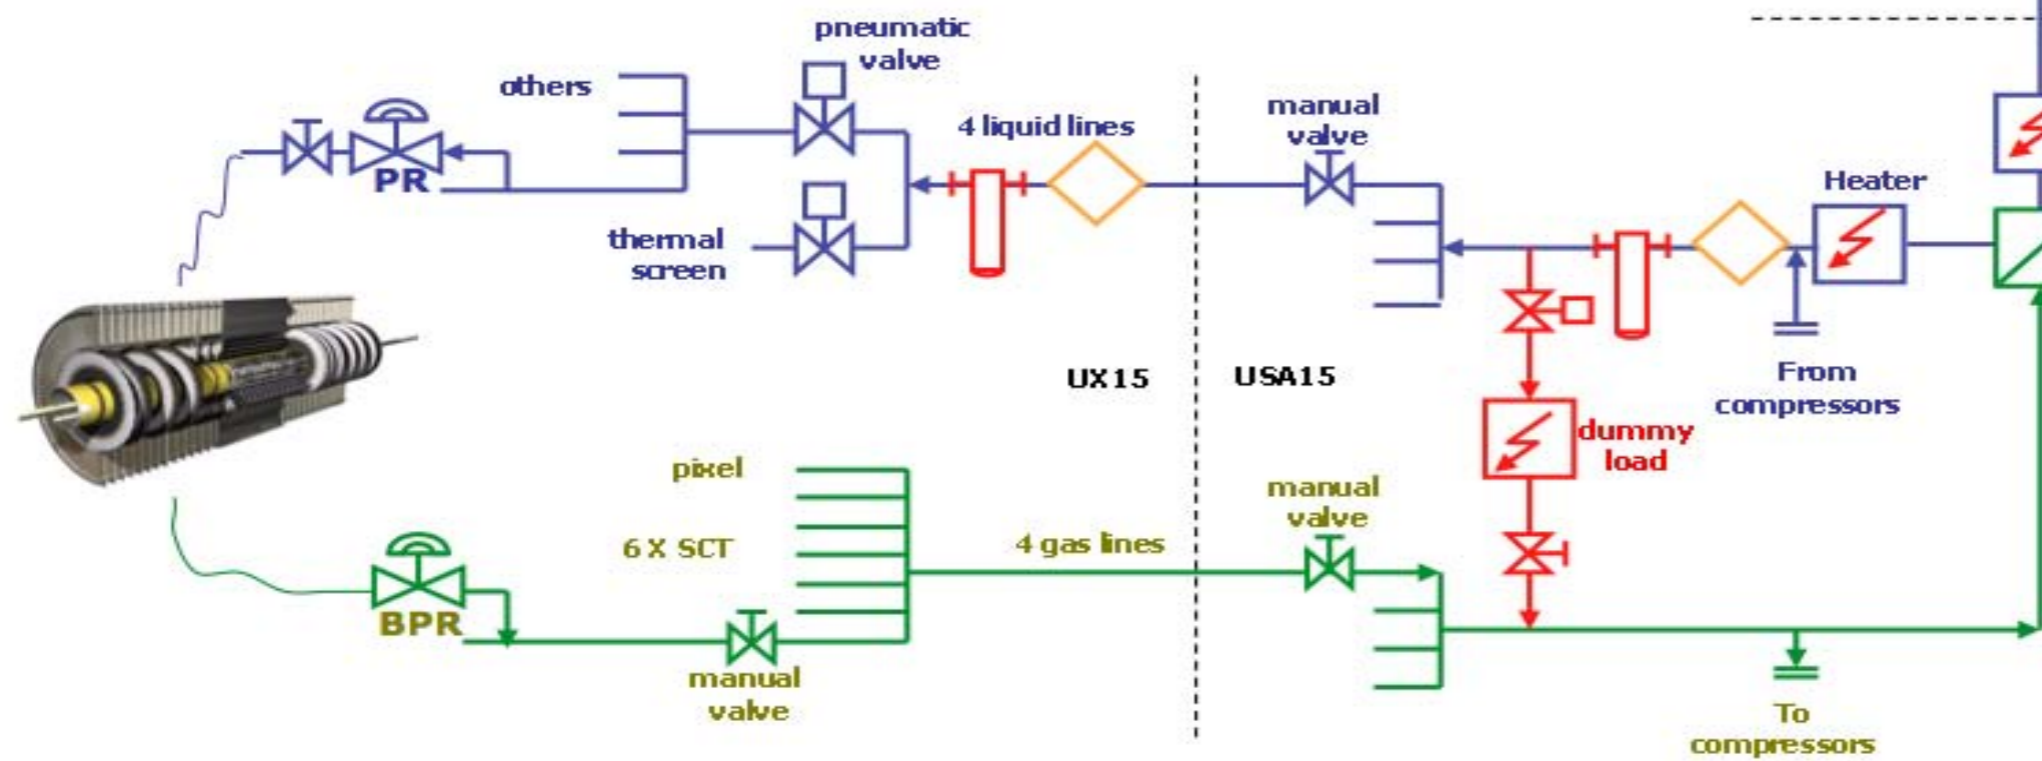 pneumatic
valve
others
4 liquid lines
manual
valve
PR
Heater
thermal
screen
UX15
USA15
From
compressors
dummy
load
pixel
6 X SCT
4 gas lines
manual
valve
BPR
manual
valve
To
compressors